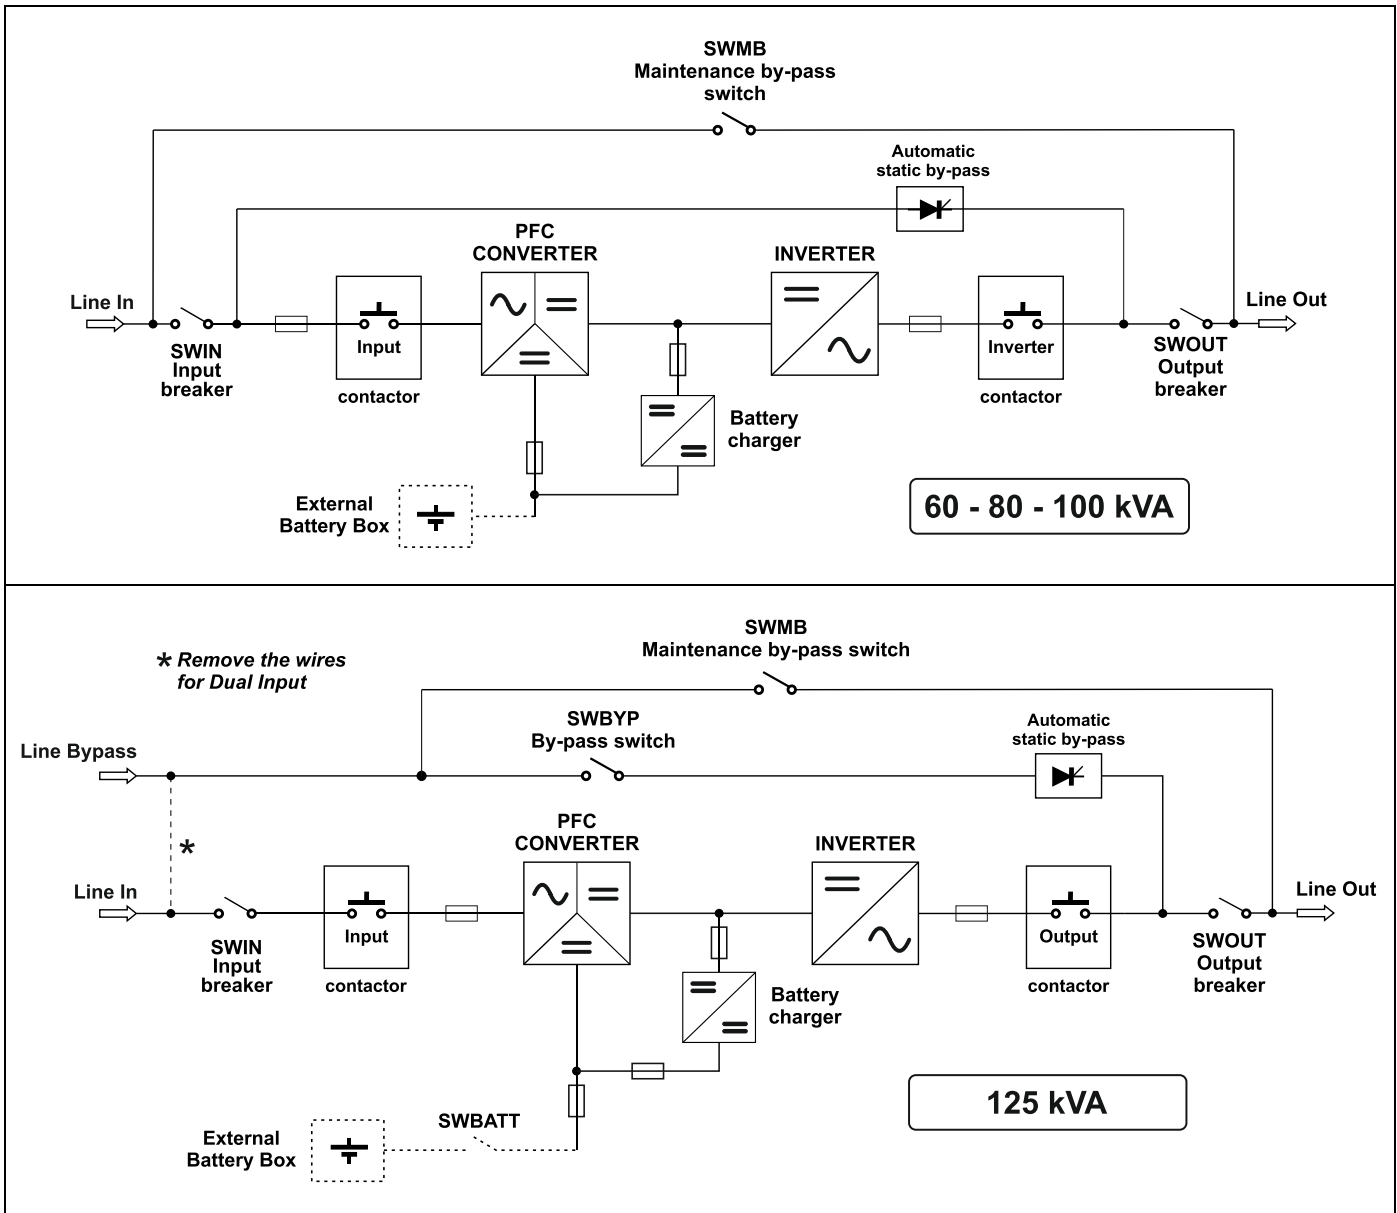 SWMB
Maintenance by-pass
switch
Automatic
static by-pass
PFC
CONVERTER
INVERTER
Line In
Line Out
Input
Inverter
SWIN
Input
breaker
SWOUT
Output
breaker
contactor
contactor
Battery
charger
External
Battery Box
60 - 80 - 100 kVA
SWMB
Maintenance by-pass switch
* Remove the wires
for Dual Input
SWBYP
By-pass switch
Automatic
static by-pass
Line Bypass
PFC
CONVERTER
INVERTER
*
Line In
Line Out
Input
Output
SWIN
Input
breaker
SWOUT
Output
breaker
contactor
contactor
Battery
charger
125 kVA
SWBATT
External
Battery Box